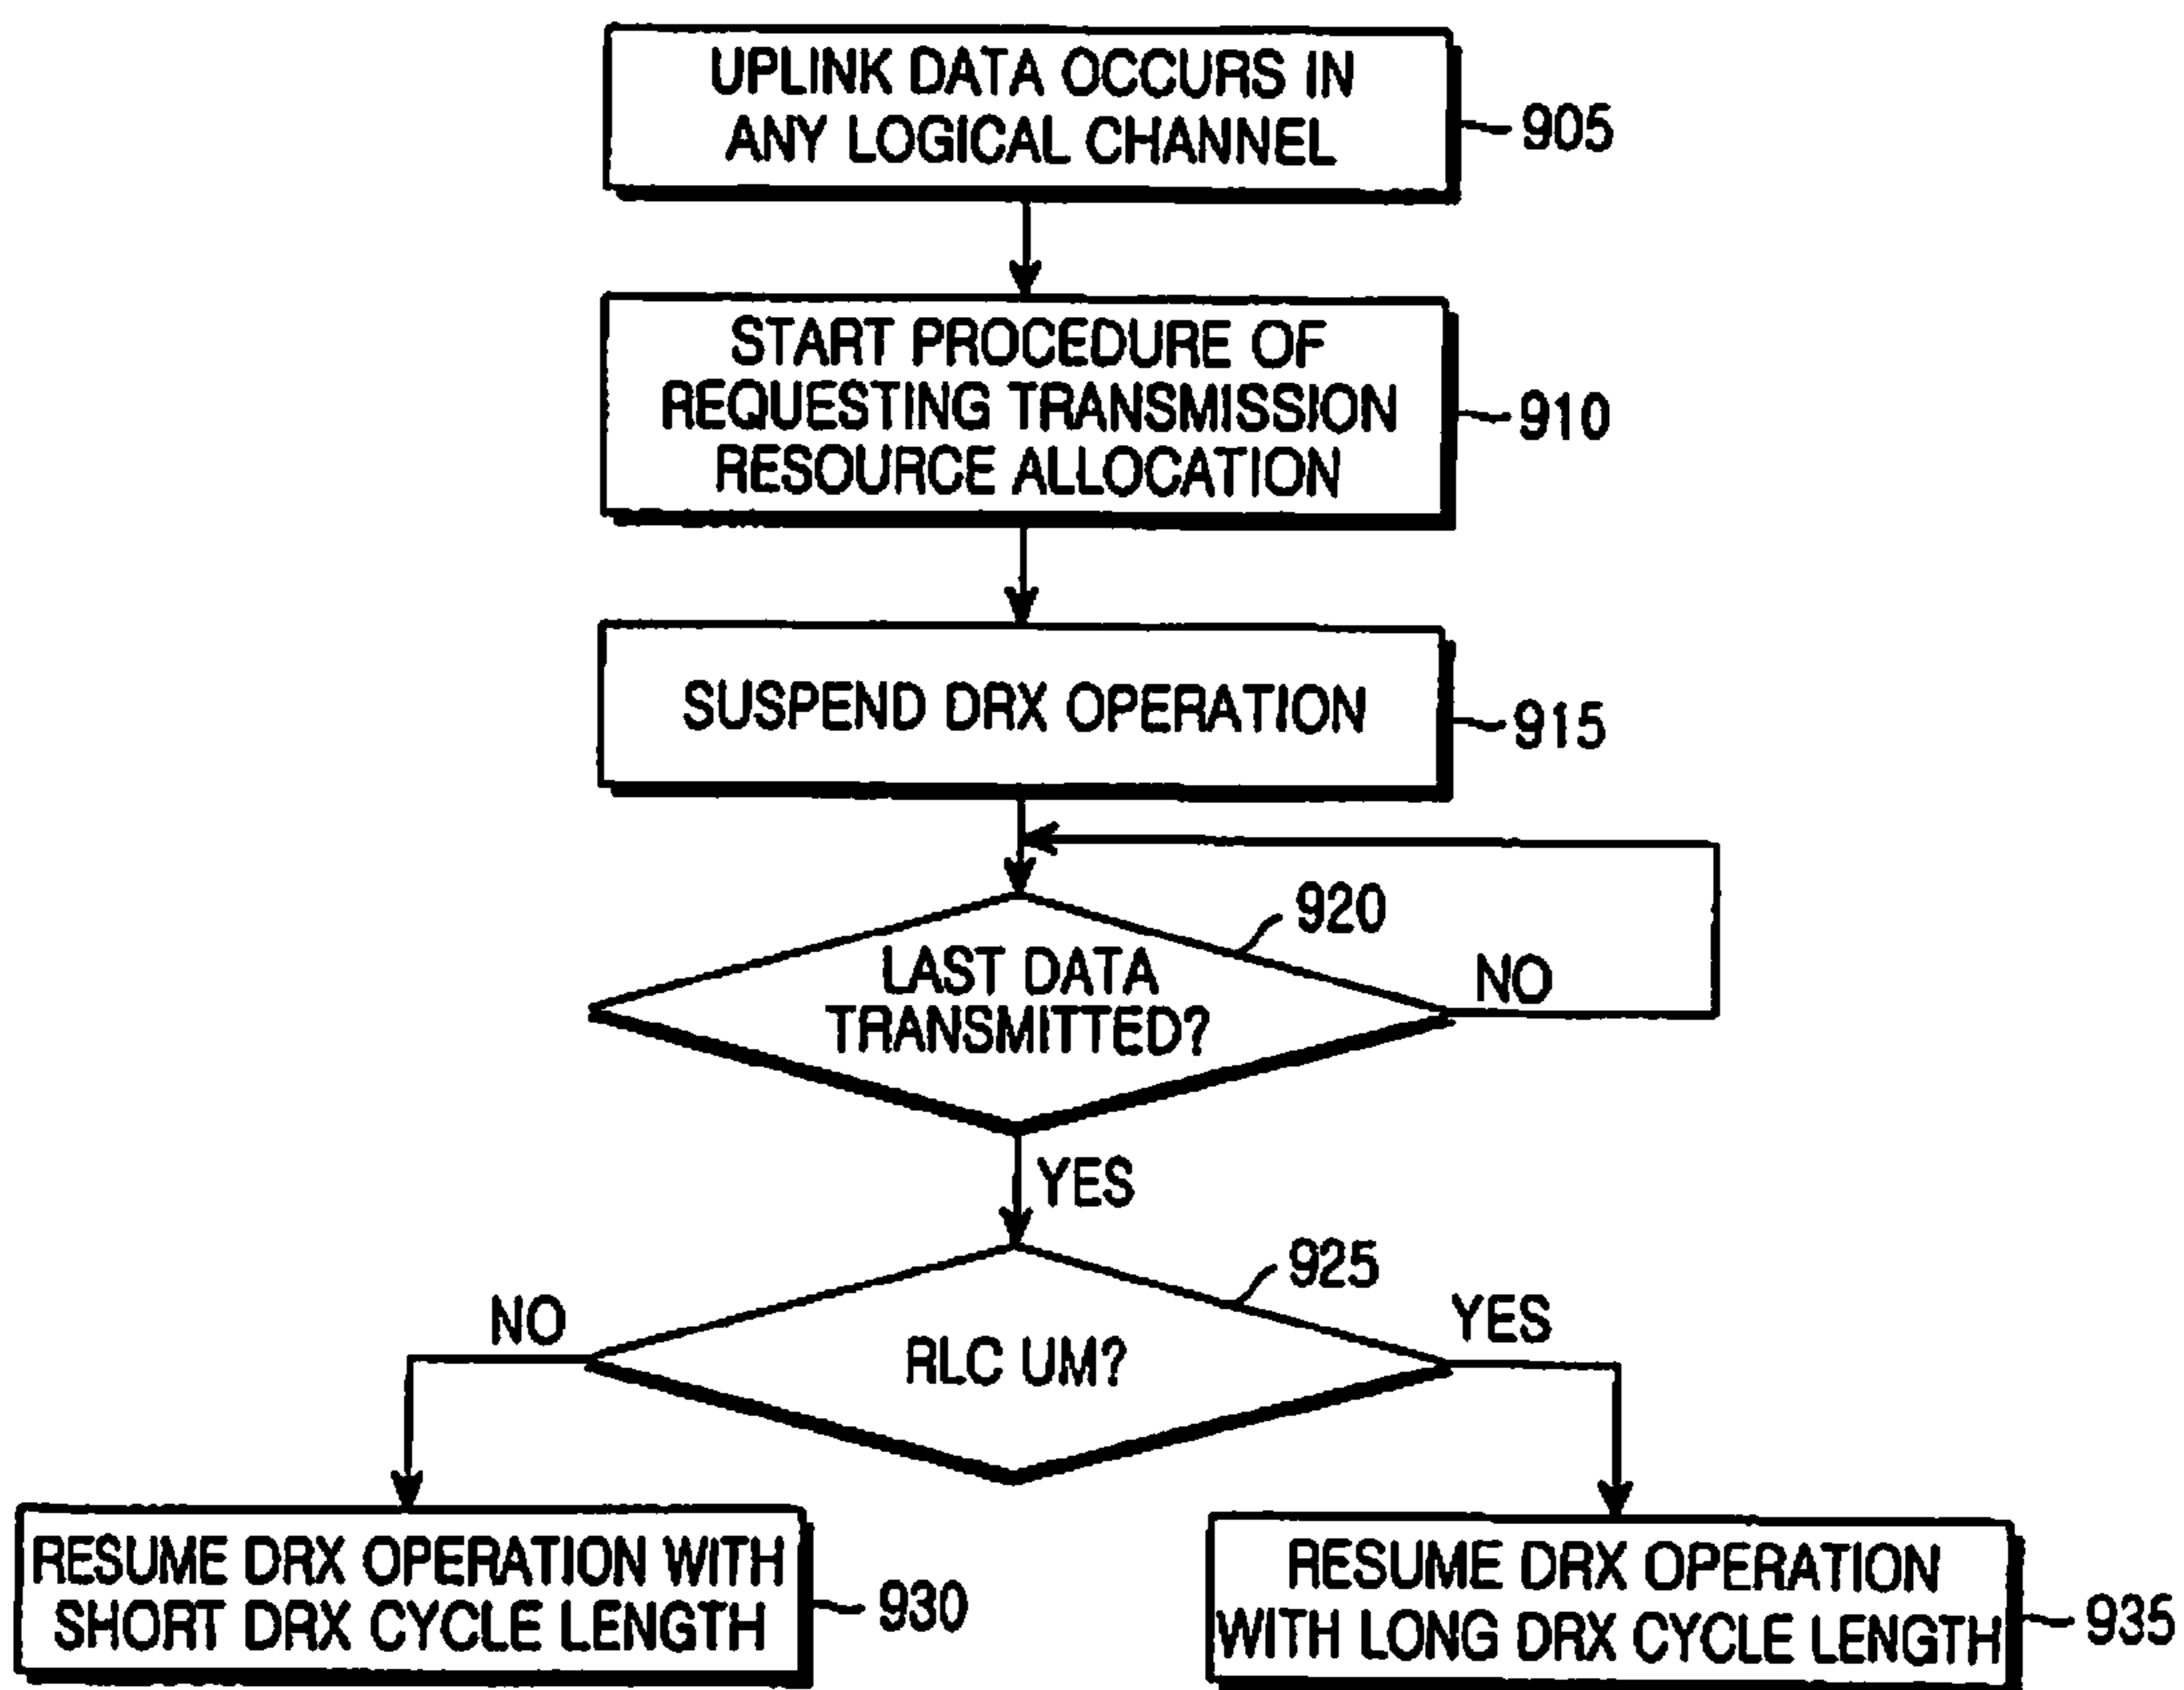 UPLINK DATA OCCURS IN
ANY LOGICAL CHANNEL
905
START PROCEDURE OF
REQUESTING TRANSMISSION
RESOURCE ALLOCATION
910
SUSPEND DRX OPERATION
915
920
LAST DATA
TRANSMITTED?
NO
YES
925
NO
RLC UM?
YES
RESUME DRX OPERATION WITH
SHORT DRX CYCLE LENGTH
930
RESUME DRX OPERATION
WITH LONG DRX CYCLE LENGTH
935